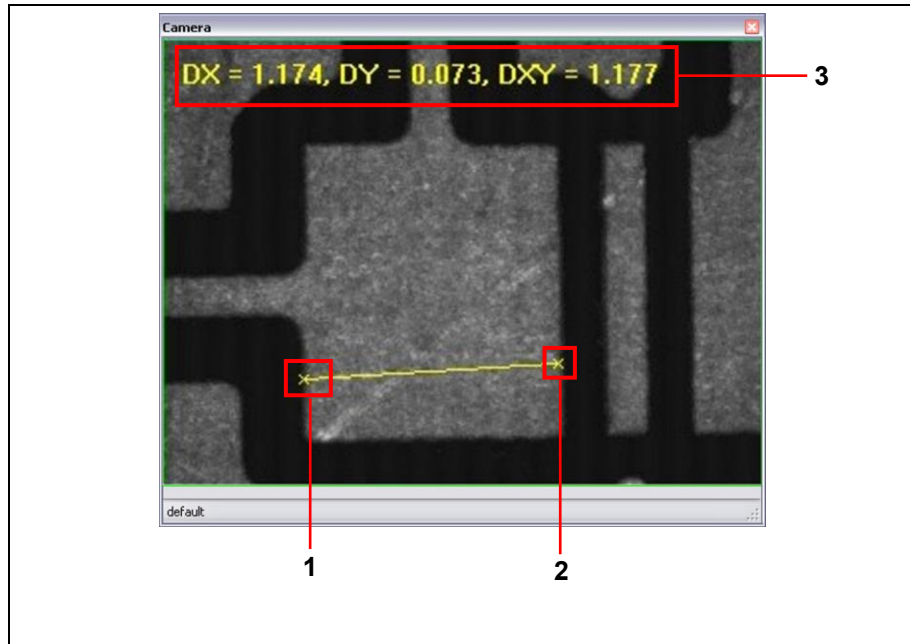 Camera
DX = 1.174, DY = 0.073, DXY = 1.177
3
default
1
2